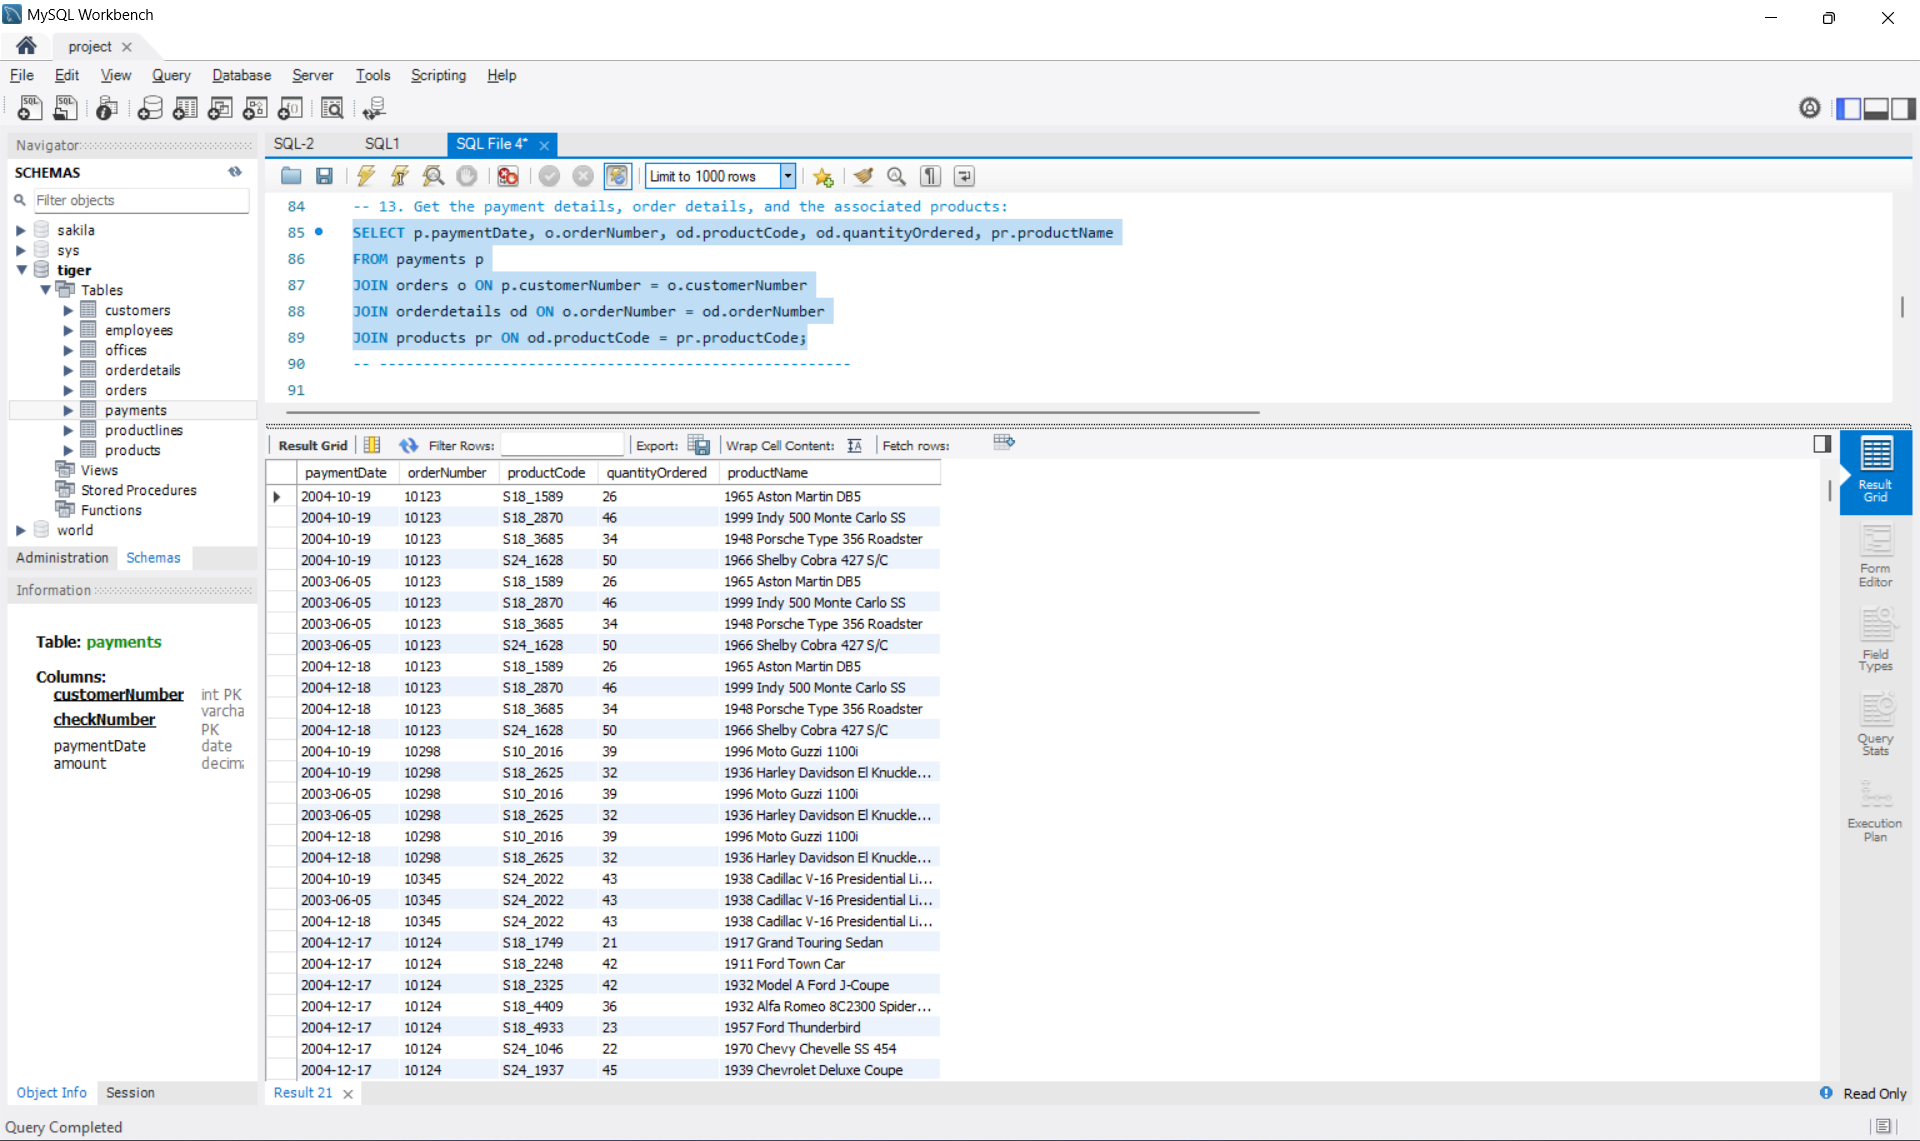 MySQL Workbench
project
File Edit View Query Database Server Tools Scripting Help
Navigator
SCHEMAS
Filter objects
sakila
sys
tiger
Tables
customers
employees
offices
orderdetails
orders
payments
productlines
products
Views
Stored Procedures
Functions
world
Administration Schemas
Information
Table: payments
Columns:
customerNumber int PK
checkNumber varcha
PK
paymentDate date
amount decim
Object Info Session
SQL-2 SQL1 SQL File 4*
Limit to 1000 rows
84 -- 13. Get the payment details, order details, and the associated products:
85 SELECT p.paymentDate, o.orderNumber, od.productCode, od.quantityOrdered, pr.productName
86 FROM payments p
87 JOIN orders o ON p.customerNumber = o.customerNumber
88 JOIN orderdetails od ON o.orderNumber = od.orderNumber
89 JOIN products pr ON od.productCode = pr.productCode;
90 -- ------------------------------------------------------
91
Result Grid Filter Rows: Export: Wrap Cell Content: Fetch rows:
paymentDate orderNumber productCode quantityOrdered productName
2004-10-19 10123 S18_1589 26 1965 Aston Martin DB5
2004-10-19 10123 S18_2870 46 1999 Indy 500 Monte Carlo SS
2004-10-19 10123 S18_3685 34 1948 Porsche Type 356 Roadster
2004-10-19 10123 S24_1628 50 1966 Shelby Cobra 427 S/C
2003-06-05 10123 S18_1589 26 1965 Aston Martin DB5
2003-06-05 10123 S18_2870 46 1999 Indy 500 Monte Carlo SS
2003-06-05 10123 S18_3685 34 1948 Porsche Type 356 Roadster
2003-06-05 10123 S24_1628 50 1966 Shelby Cobra 427 S/C
2004-12-18 10123 S18_1589 26 1965 Aston Martin DB5
2004-12-18 10123 S18_2870 46 1999 Indy 500 Monte Carlo SS
2004-12-18 10123 S18_3685 34 1948 Porsche Type 356 Roadster
2004-12-18 10123 S24_1628 50 1966 Shelby Cobra 427 S/C
2004-10-19 10298 S10_2016 39 1996 Moto Guzzi 1100i
2004-10-19 10298 S18_2625 32 1936 Harley Davidson El Knuckle...
2003-06-05 10298 S10_2016 39 1996 Moto Guzzi 1100i
2003-06-05 10298 S18_2625 32 1936 Harley Davidson El Knuckle...
2004-12-18 10298 S10_2016 39 1996 Moto Guzzi 1100i
2004-12-18 10298 S18_2625 32 1936 Harley Davidson El Knuckle...
2004-10-19 10345 S24_2022 43 1938 Cadillac V-16 Presidential Li...
2003-06-05 10345 S24_2022 43 1938 Cadillac V-16 Presidential Li...
2004-12-18 10345 S24_2022 43 1938 Cadillac V-16 Presidential Li...
2004-12-17 10124 S18_1749 21 1917 Grand Touring Sedan
2004-12-17 10124 S18_2248 42 1911 Ford Town Car
2004-12-17 10124 S18_2325 42 1932 Model A Ford J-Coupe
2004-12-17 10124 S18_4409 36 1932 Alfa Romeo 8C2300 Spider...
2004-12-17 10124 S18_4933 23 1957 Ford Thunderbird
2004-12-17 10124 S24_1046 22 1970 Chevy Chevelle SS 454
2004-12-17 10124 S24_1937 45 1939 Chevrolet Deluxe Coupe
Result
Grid
Form
Editor
Field
Types
Query
Stats
Execution
Plan
Result 21
Read Only
Query Completed